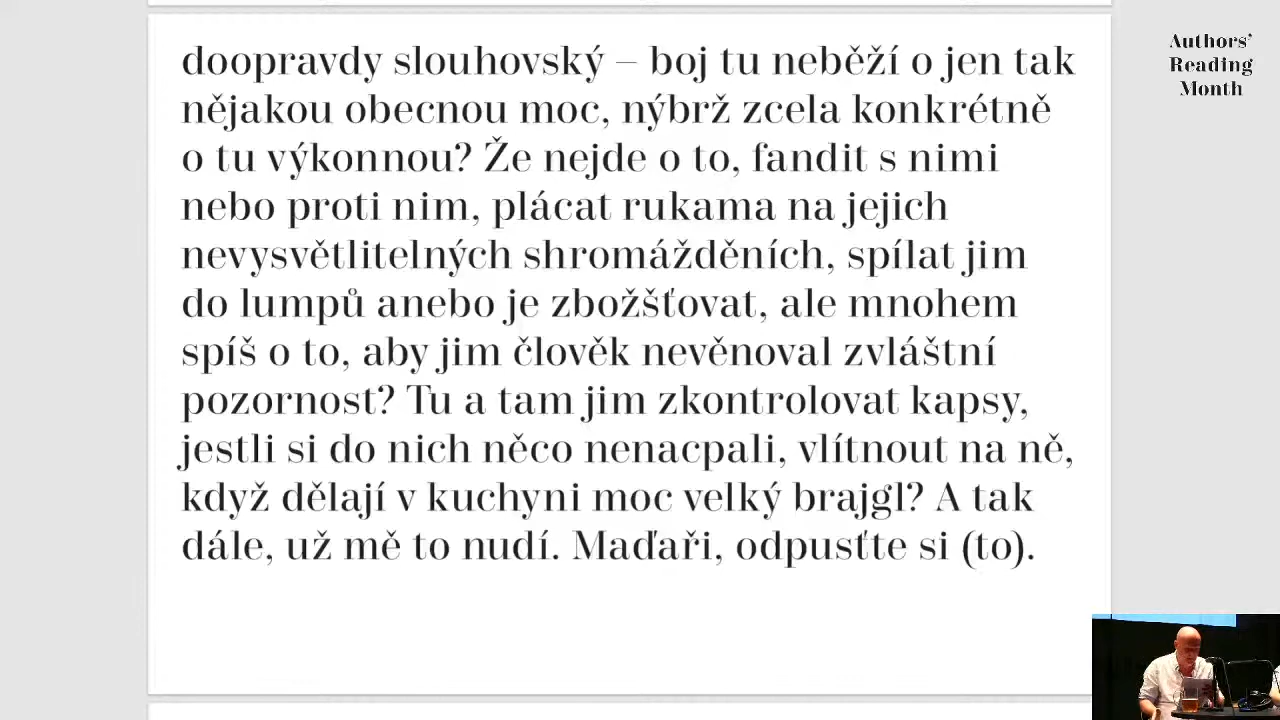 doopravdy slouhovský – boj tu neběží o jen tak
nějakou obecnou moc, nýbrž zcela konkrétně
o tu výkonnou? Že nejde o to, fandit s nimi
nebo proti nim, plácat rukama na jejich
nevysvětlitelných shromážděních, spílat jim
do lumpů anebo je zbožšťovat, ale mnohem
spíš o to, aby jim člověk nevěnoval zvláštní
pozornost? Tu a tam jim zkontrolovat kapsy,
jestli si do nich něco nenacpali, vlítnout na ně,
když dělají v kuchyni moc velký brajgl? A tak
dále, už mě to nudí. Maďaři, odpusťte si (to).
Authors’
Reading
Month